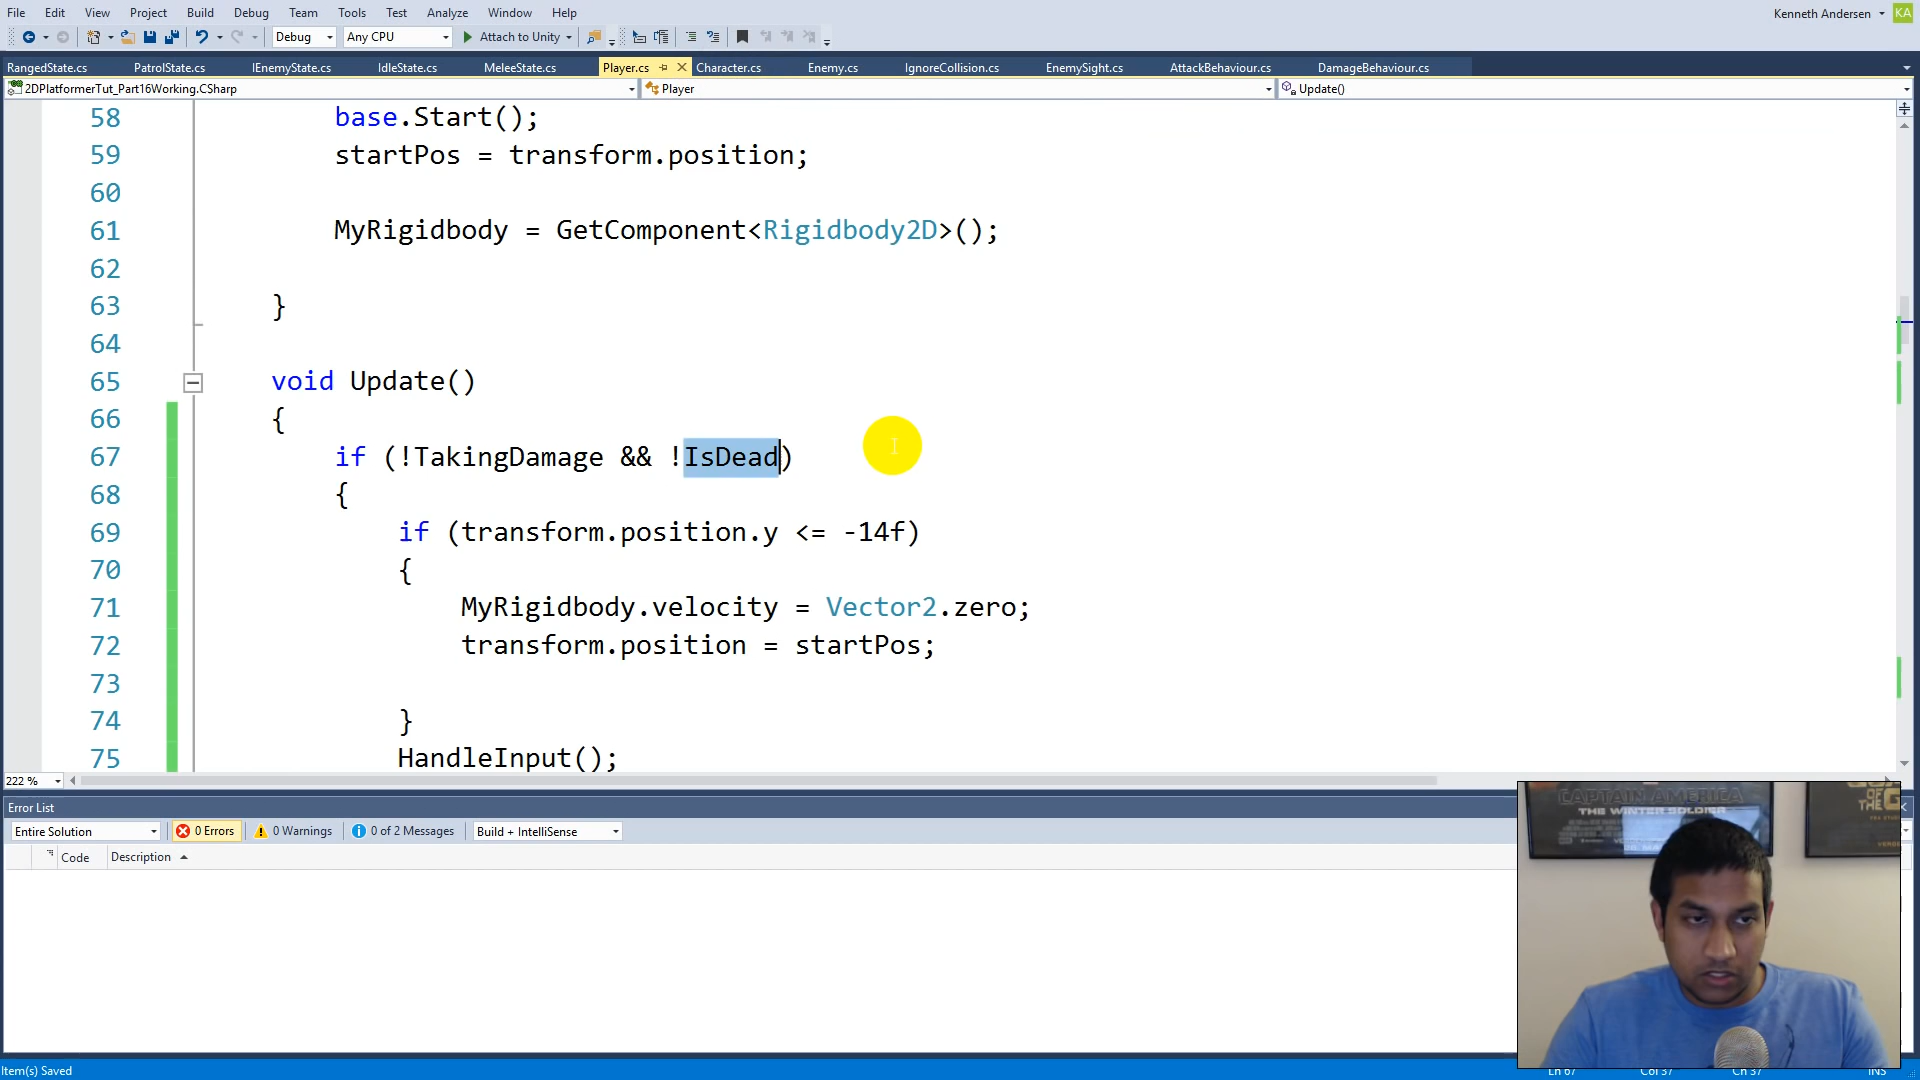 File Edit View Project Build Debug Team Tools Test Analyze Window Help Kenneth Andersen KA
Debug Any CPU Attach to Unity
RangedState.cs PatrolState.cs IEnemyState.cs IdleState.cs MeleeState.cs Player.cs Character.cs Enemy.cs IgnoreCollision.cs EnemySight.cs AttackBehaviour.cs DamageBehaviour.cs
2DPlatformerTut_Part16Working.CSharp Player Update()
58 base.Start();
59 startPos = transform.position;
60
61 MyRigidbody = GetComponent<Rigidbody2D>();
62
63 }
64
65 void Update()
66 {
67 if (!TakingDamage && !IsDead)
68 {
69 if (transform.position.y <= -14f)
70 {
71 MyRigidbody.velocity = Vector2.zero;
72 transform.position = startPos;
73
74 }
75 HandleInput();
222 %
Error List
Entire Solution 0 Errors 0 Warnings 0 of 2 Messages Build + IntelliSense
Code Description
CAPTAIN AMERICA
THE WINTER SOLDIER
OF
THE
Item(s) Saved Ln 67 Col 37 Ch 37 INS